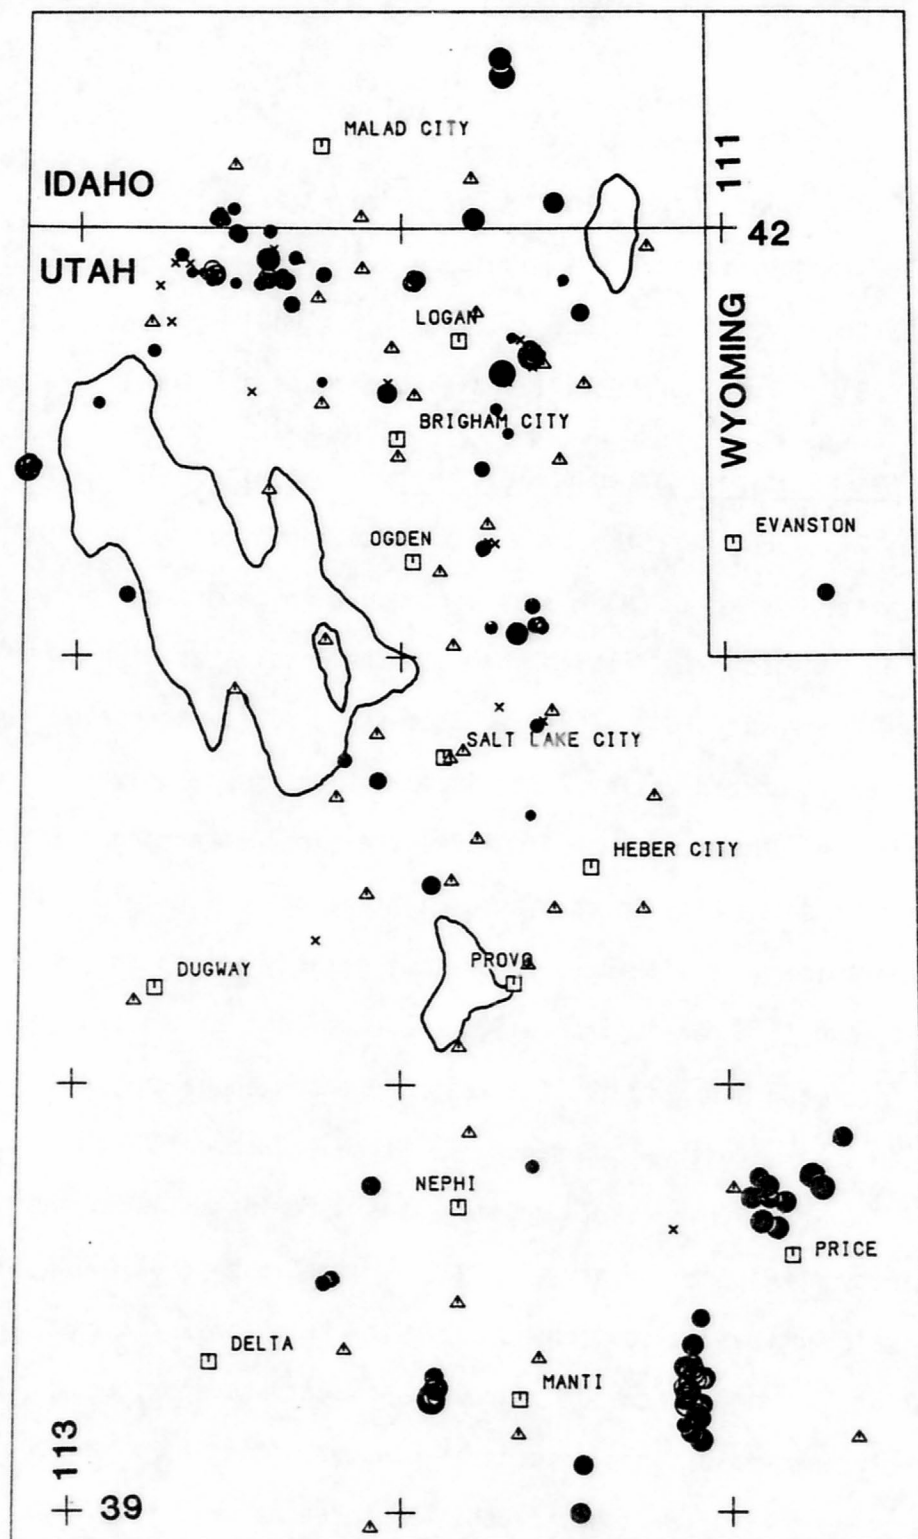 MALAD CITY
111
IDAHO
42
UTAH
WYOMING
LOGAN
BRIGHAM CITY
EVANSTON
OGDEN
SALT LAKE CITY
HEBER CITY
PROVO
DUGWAY
NEPHI
PRICE
DELTA
MANTI
113
39